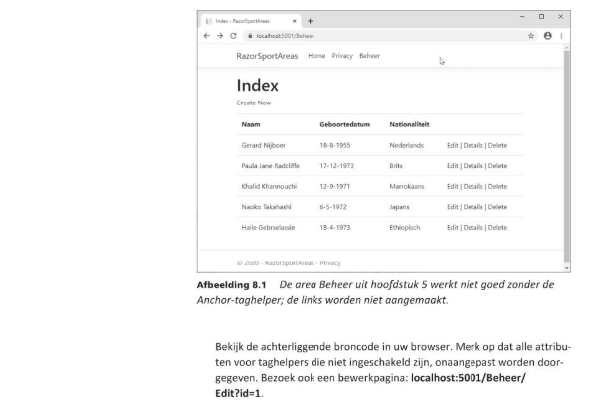 Index - RazorSportAreas
localhost:5001/Beheer
RazorSportAreas Home Privacy Beheer
Index
Create New
Naam Geboortedatum Nationaliteit
Gerard Nijboer 18-8-1955 Nederlands Edit | Details | Delete
Paula Jane Radcliffe 17-12-1973 Brits Edit | Details | Delete
Khalid Khannouchi 12-9-1971 Marrokaans Edit | Details | Delete
Naoko Takahashi 6-5-1972 Japans Edit | Details | Delete
Haile Gebrselassie 18-4-1973 Ethiopisch Edit | Details | Delete
© 2020 - RazorSportAreas - Privacy
Afbeelding 8.1 De area Beheer uit hoofdstuk 5 werkt niet goed zonder de
Anchor-taghelper; de links worden niet aangemaakt.
Bekijk de achterliggende broncode in uw browser. Merk op dat alle attribu-
ten voor taghelpers die niet ingeschakeld zijn, onaangepast worden door-
gegeven. Bezoek ook een bewerkpagina: localhost:5001/Beheer/
Edit?id=1.